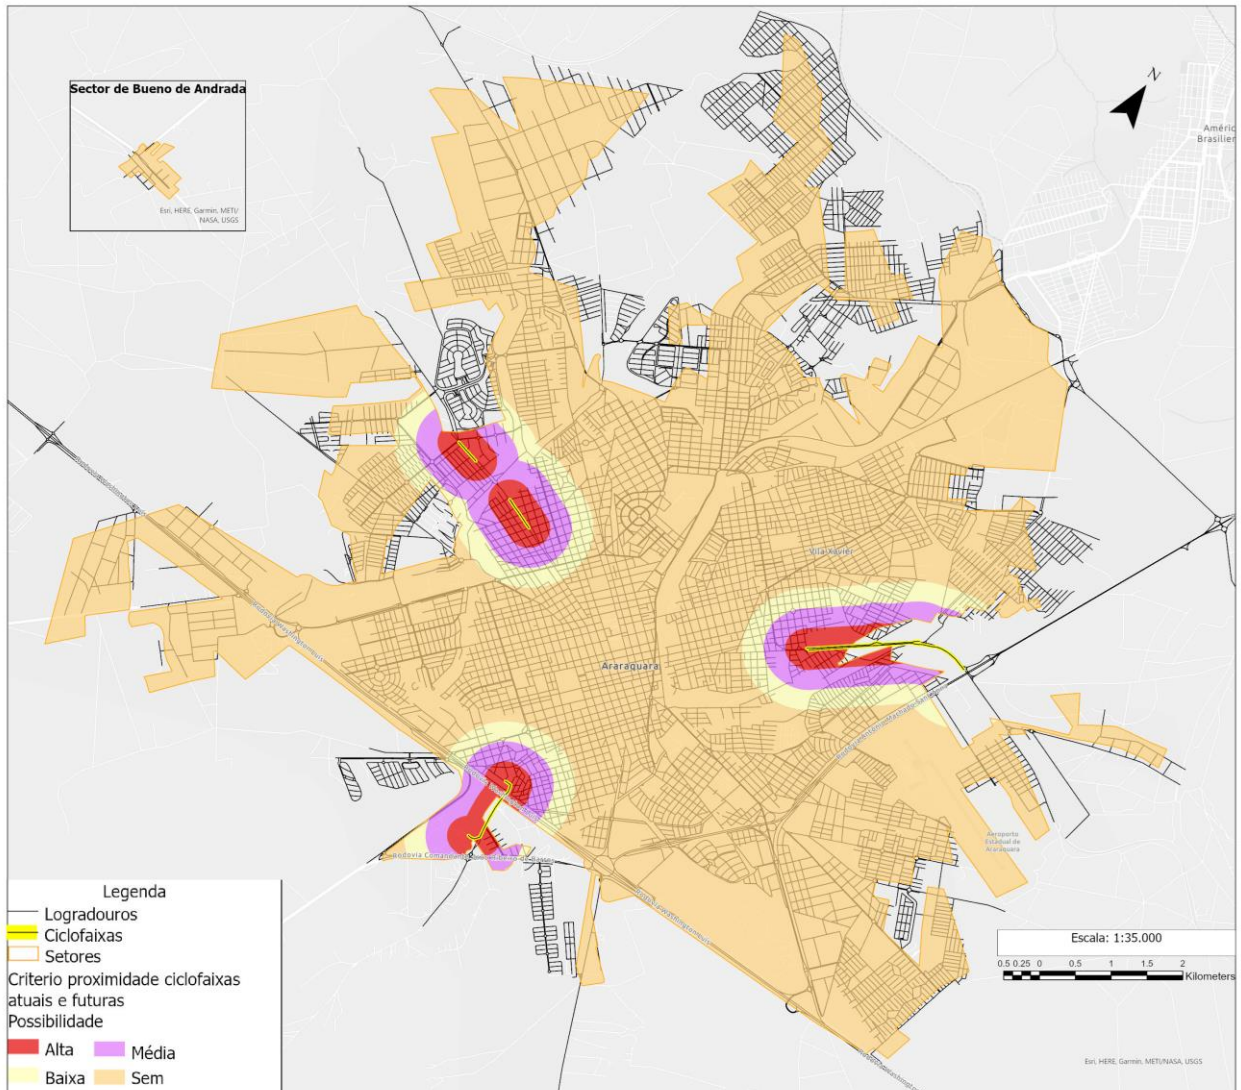 Sector de Bueno de Andrada
Esri, HERE, Garmin, METI/
NASA, USGS
N
Améric
Brasilien
Vila Xavier
Araraquara
Aeroporto
Estadual de
Araraquara
Legenda
Logradouros
Ciclofaixas
Setores
Criterio proximidade ciclofaixas
atuais e futuras
Possibilidade
Alta
Média
Baixa
Sem
Escala: 1:35.000
0.5 0.25 0 0.5 1 1.5 2
Kilometers
Esri, HERE, Garmin, METI/NASA, USGS